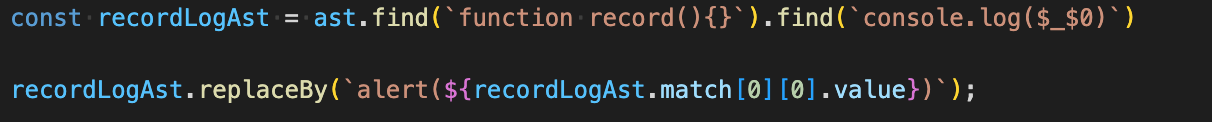 const recordLogAst = ast.find(`function record(){}`).find(`console.log($_$0)`)
recordLogAst.replaceBy(`alert(${recordLogAst.match[0][0].value})`);